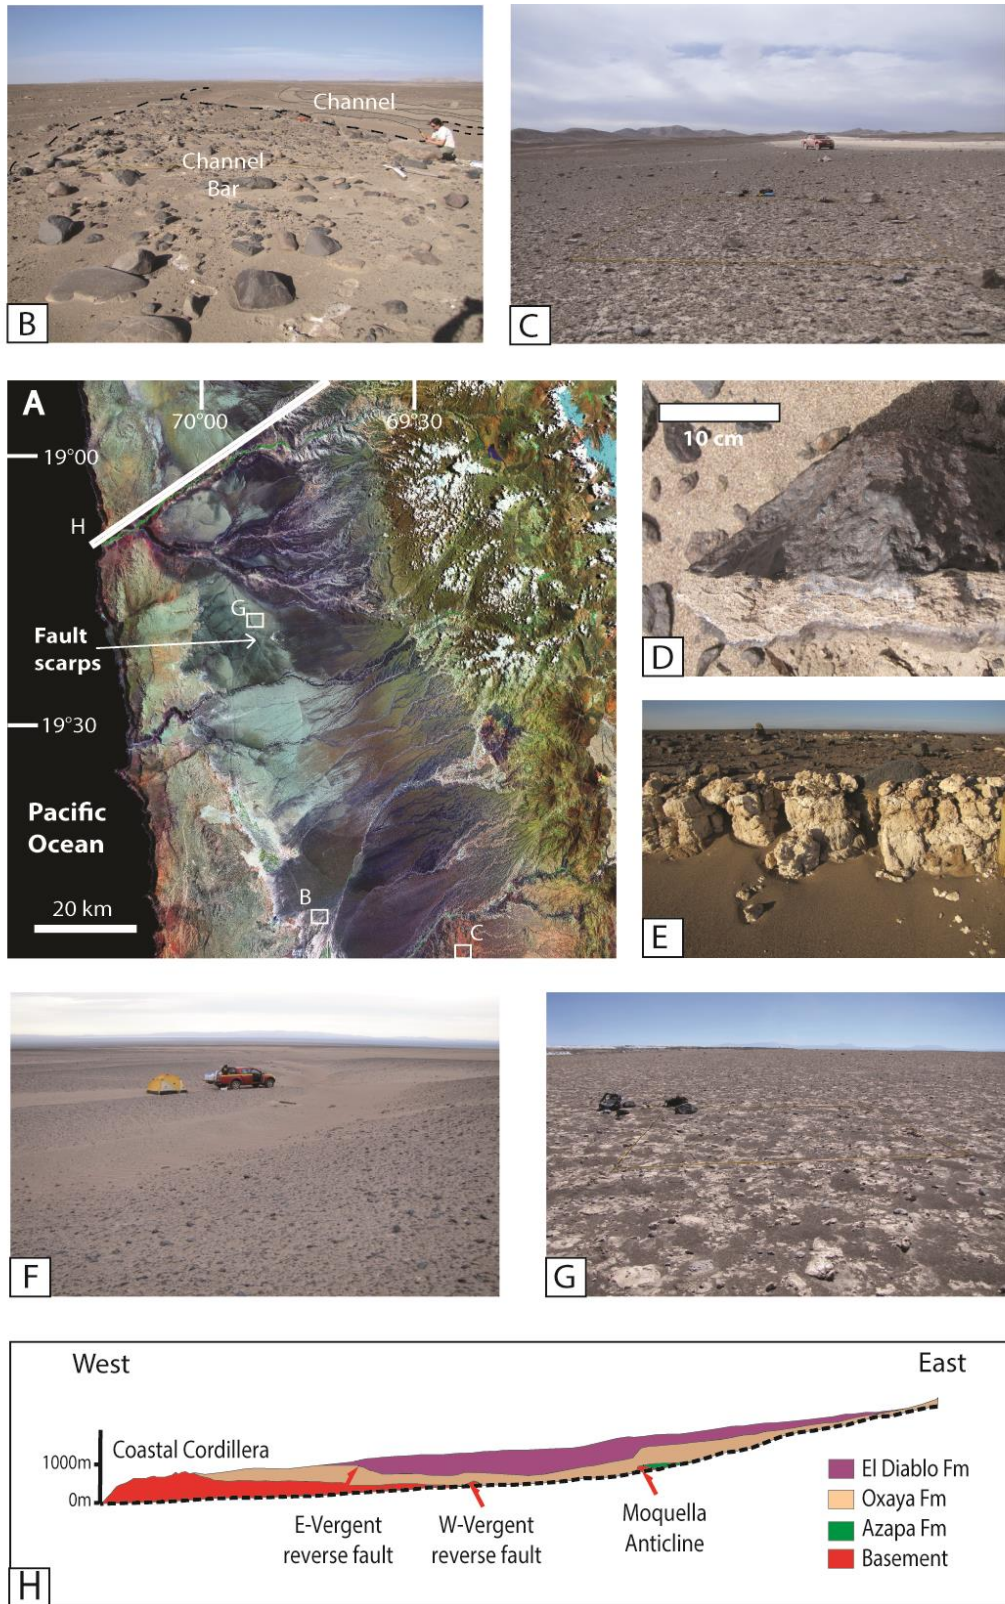 Channel
Channel
Bar
B
C
A
70°00
69°30
19°00
H
G
Fault
scarps
19°30
Pacific
Ocean
20 km
B
C
10 cm
D
E
F
G
West
East
Coastal Cordillera
1000m
0m
E-Vergent
reverse fault
W-Vergent
reverse fault
Moquella
Anticline
El Diablo Fm
Oxaya Fm
Azapa Fm
Basement
H